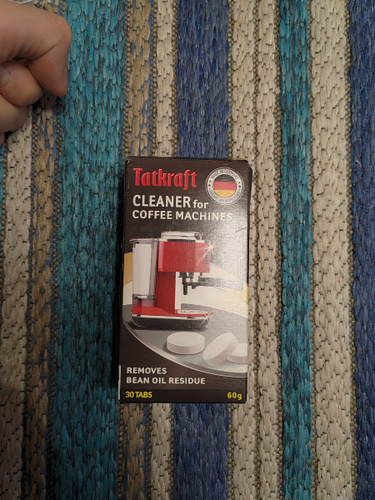 Tatkraft
CLEANER for
COFFEE MACHINES
REMOVES
BEAN OIL RESIDUE
30 TABS
60g